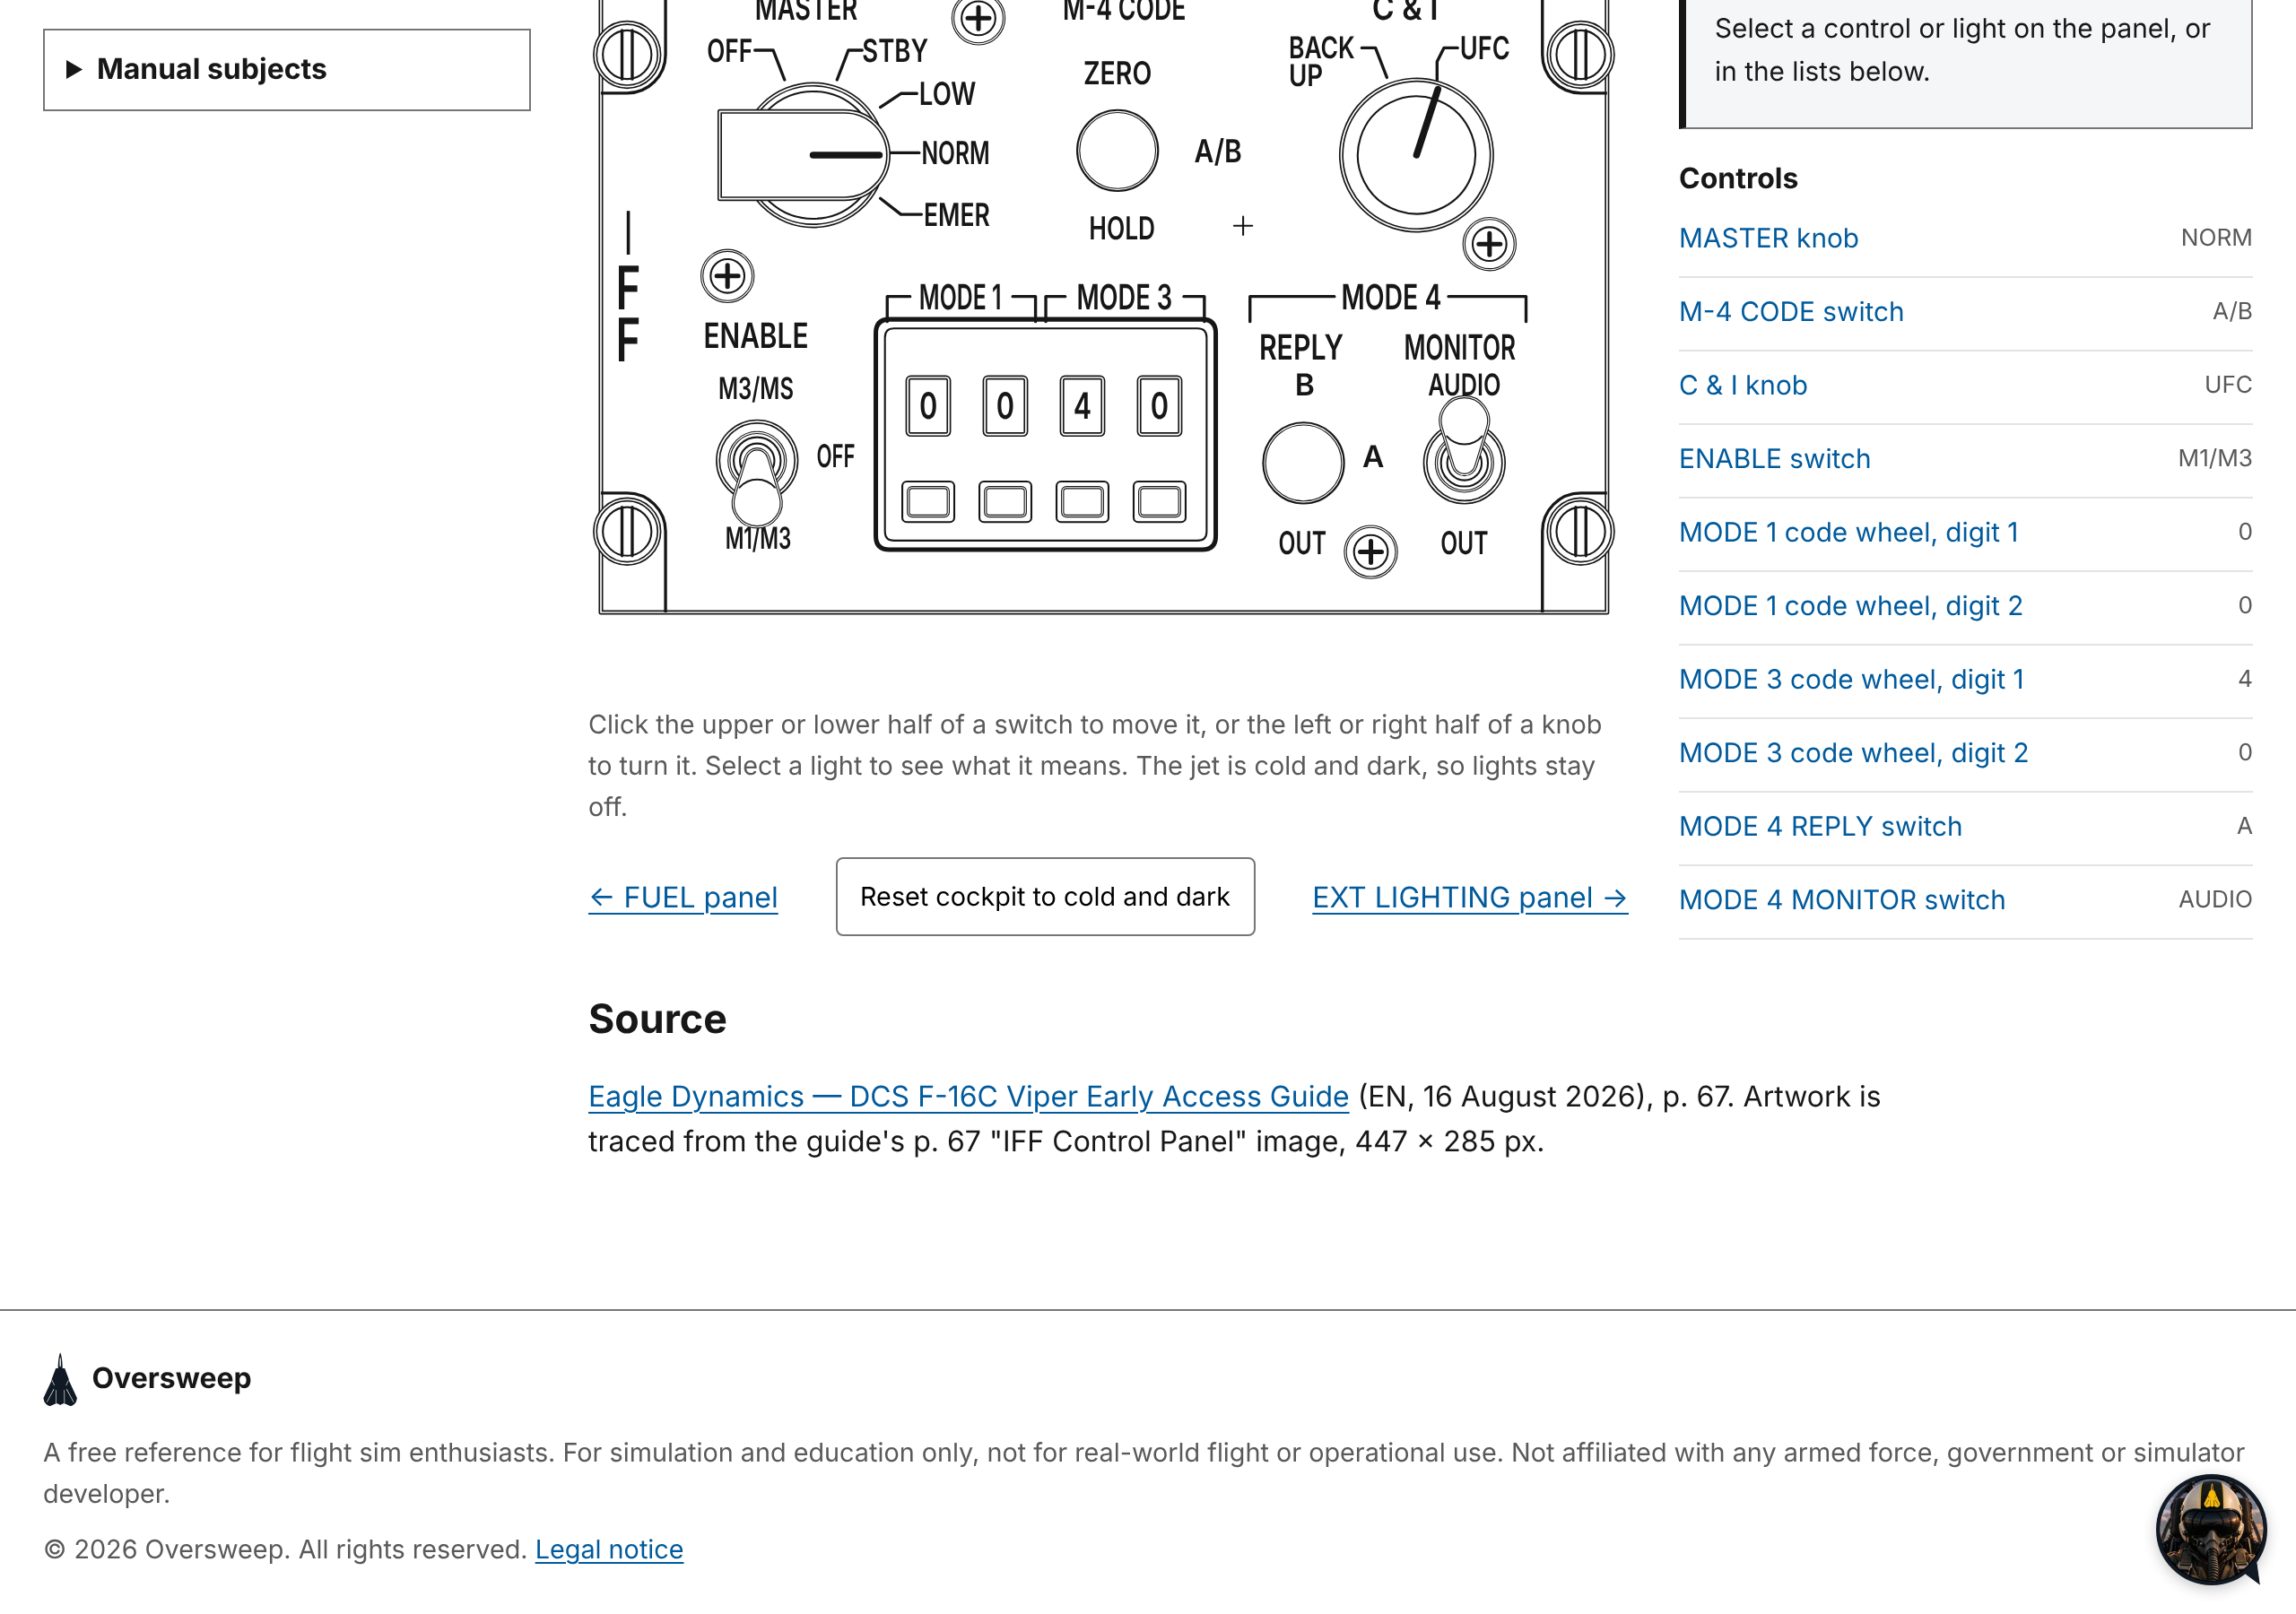 ▶ Manual subjects
MASTER
M-4 CODE
C & I
OFF
STBY
LOW
NORM
EMER
ZERO
A/B
HOLD
BACK
UP
UFC
I
F
F
ENABLE
M3/MS
OFF
M1/M3
MODE 1
MODE 3
0 0 4 0
MODE 4
REPLY
B
A
OUT
MONITOR
AUDIO
OUT
Click the upper or lower half of a switch to move it, or the left or right half of a knob
to turn it. Select a light to see what it means. The jet is cold and dark, so lights stay
off.
← FUEL panel
Reset cockpit to cold and dark
EXT LIGHTING panel →
Select a control or light on the panel, or
in the lists below.
Controls
MASTER knob NORM
M-4 CODE switch A/B
C & I knob UFC
ENABLE switch M1/M3
MODE 1 code wheel, digit 1 0
MODE 1 code wheel, digit 2 0
MODE 3 code wheel, digit 1 4
MODE 3 code wheel, digit 2 0
MODE 4 REPLY switch A
MODE 4 MONITOR switch AUDIO
Source
Eagle Dynamics — DCS F-16C Viper Early Access Guide (EN, 16 August 2026), p. 67. Artwork is
traced from the guide's p. 67 "IFF Control Panel" image, 447 × 285 px.
Oversweep
A free reference for flight sim enthusiasts. For simulation and education only, not for real-world flight or operational use. Not affiliated with any armed force, government or simulator
developer.
© 2026 Oversweep. All rights reserved. Legal notice